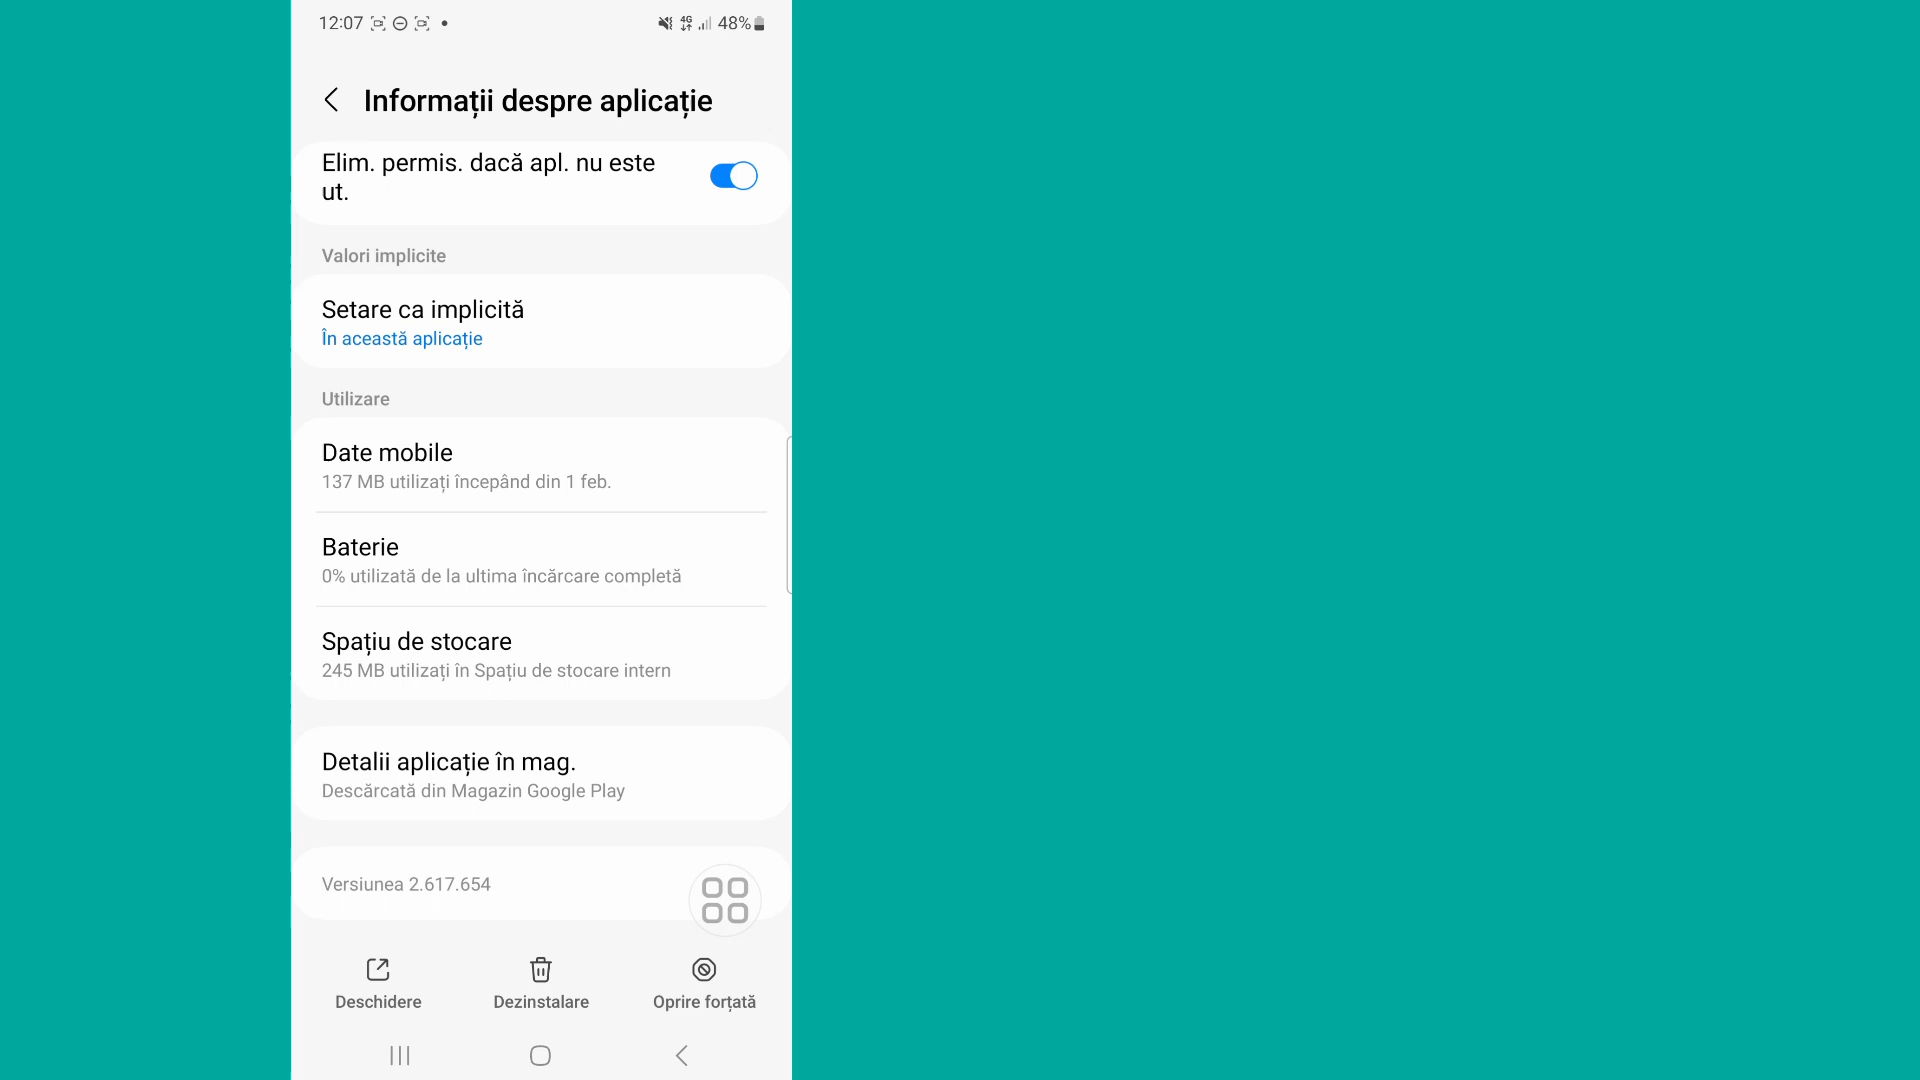 12:07
4G 48%
Informații despre aplicație
Elim. permis. dacă apl. nu este
ut.
Valori implicite
Setare ca implicită
În această aplicație
Utilizare
Date mobile
137 MB utilizați începând din 1 feb.
Baterie
0% utilizată de la ultima încărcare completă
Spațiu de stocare
245 MB utilizați în Spațiu de stocare intern
Detalii aplicație în mag.
Descărcată din Magazin Google Play
Versiunea 2.617.654
Deschidere
Dezinstalare
Oprire forțată